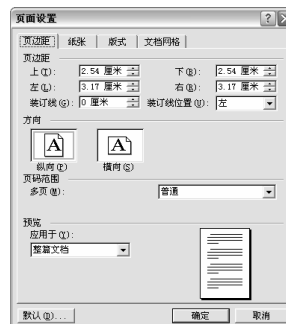 页面设置
页边距 纸张 版式 文档网格
页边距
上(T): 2.54 厘米 下(B): 2.54 厘米
左(L): 3.17 厘米 右(R): 3.17 厘米
装订线(G): 0 厘米 装订线位置(U): 左
方向
A A
纵向(P) 横向(S)
页码范围
多页(M): 普通
预览
应用于(Y):
整篇文档
默认(D)... 确定 取消